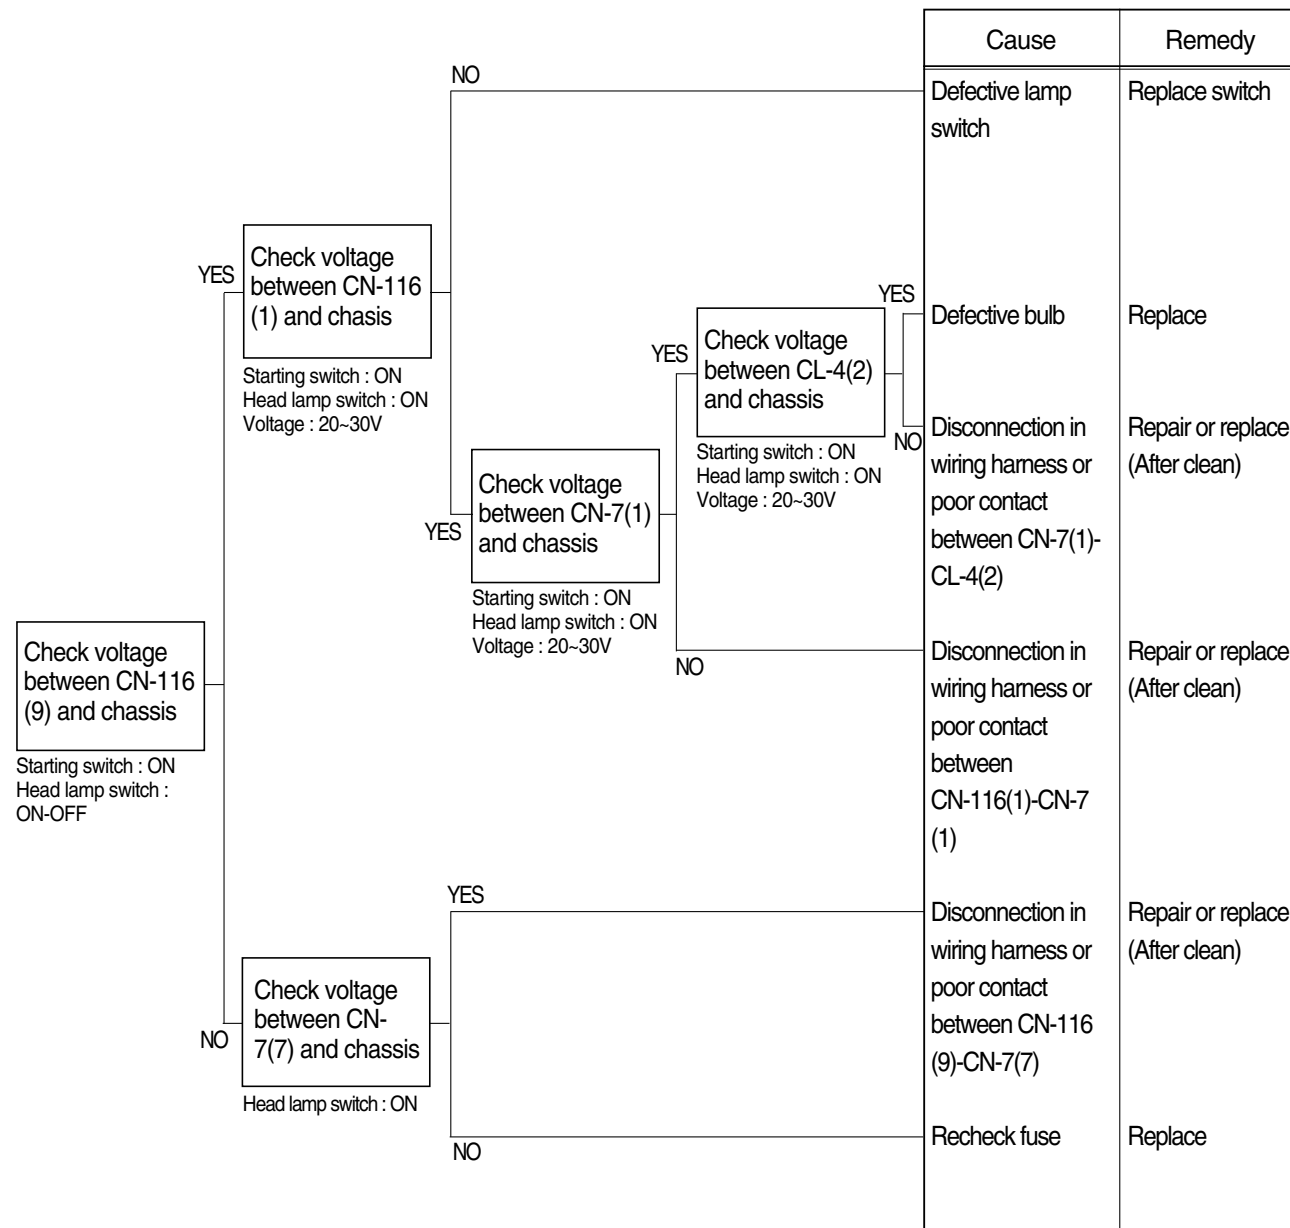 Cause
Remedy
NO
Defective lamp
switch
Replace switch
YES
Check voltage
between CN-116
(1) and chasis
Starting switch : ON
Head lamp switch : ON
Voltage : 20~30V
YES
Defective bulb
Replace
YES
Check voltage
between CL-4(2)
and chassis
Starting switch : ON
Head lamp switch : ON
Voltage : 20~30V
NO
Disconnection in
wiring harness or
poor contact
between CN-7(1)-
CL-4(2)
Repair or replace
(After clean)
YES
Check voltage
between CN-7(1)
and chassis
Starting switch : ON
Head lamp switch : ON
Voltage : 20~30V
NO
Disconnection in
wiring harness or
poor contact
between
CN-116(1)-CN-7
(1)
Repair or replace
(After clean)
Check voltage
between CN-116
(9) and chassis
Starting switch : ON
Head lamp switch :
ON-OFF
YES
Disconnection in
wiring harness or
poor contact
between CN-116
(9)-CN-7(7)
Repair or replace
(After clean)
NO
Check voltage
between CN-
7(7) and chassis
Head lamp switch : ON
NO
Recheck fuse
Replace